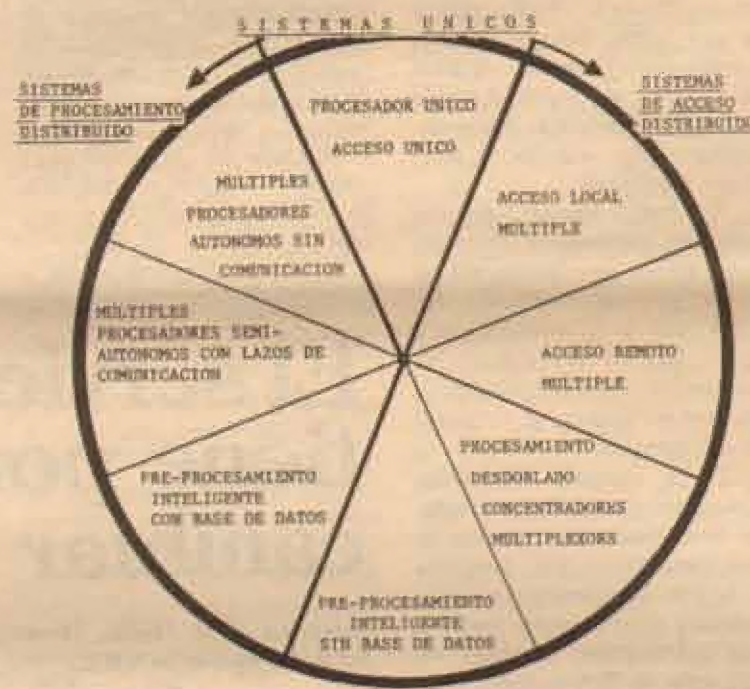 SISTEMAS UNICOS
SISTEMAS
DE PROCESAMIENTO
DISTRIBUIDO
SISTEMAS
DE ACCESO
DISTRIBUIDO
PROCESADOR UNICO
ACCESO UNICO
ACCESO LOCAL
MULTIPLE
ACCESO REMOTO
MULTIPLE
PROCESAMIENTO
DESDOBLADO
CONCENTRADORES
MULTIPLEXORS
PRE-PROCESAMIENTO
INTELIGENTE
SIN BASE DE DATOS
PRE-PROCESAMIENTO
INTELIGENTE
CON BASE DE DATOS
MULTIPLES
PROCESADORES SEMI-
AUTONOMOS CON LAZOS DE
COMUNICACION
MULTIPLES
PROCESADORES
AUTONOMOS SIN
COMUNICACION